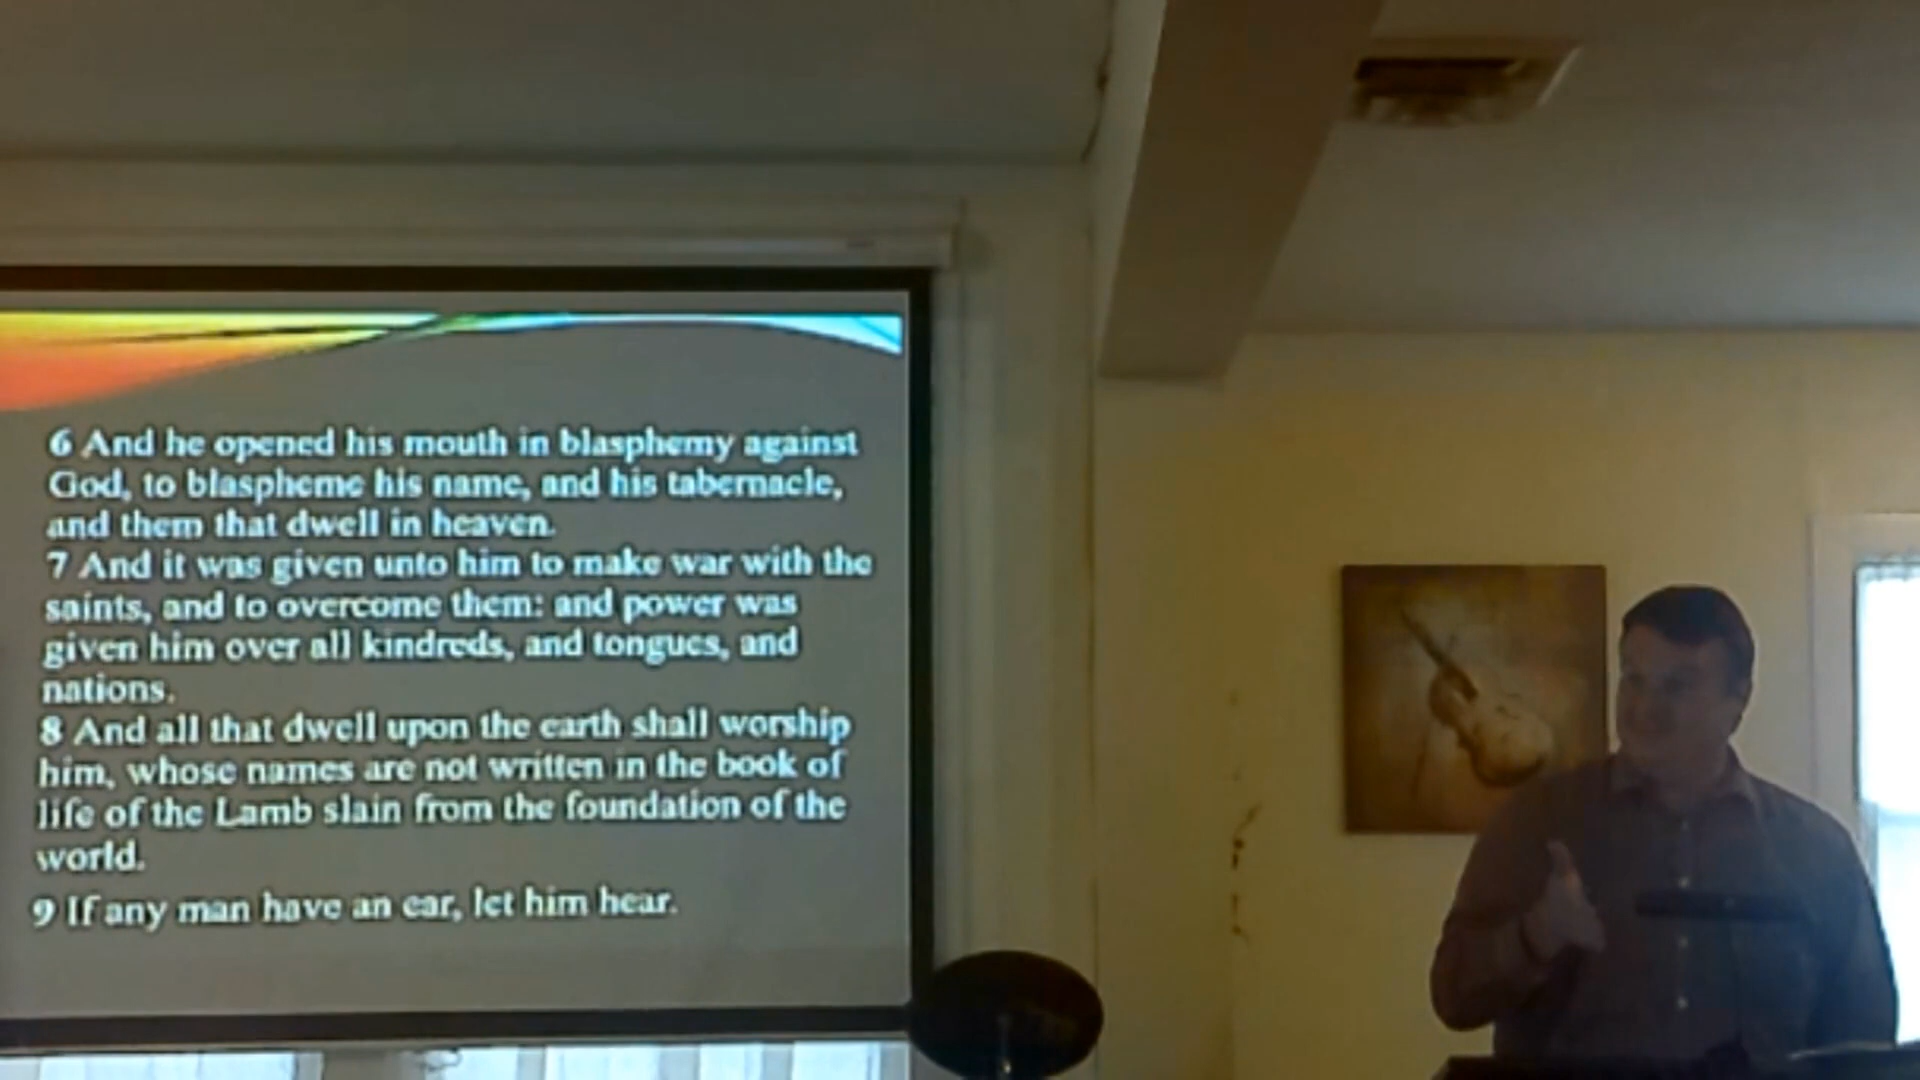 6 And he opened his mouth in blasphemy against
God, to blaspheme his name, and his tabernacle,
and them that dwell in heaven.
7 And it was given unto him to make war with the
saints, and to overcome them: and power was
given him over all kindreds, and tongues, and
nations.
8 And all that dwell upon the earth shall worship
him, whose names are not written in the book of
life of the Lamb slain from the foundation of the
world.
9 If any man have an ear, let him hear.